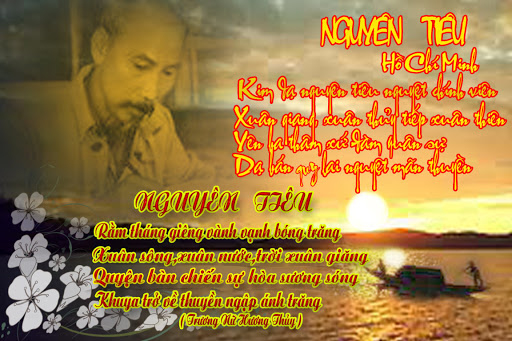 NGUYÊN TIÊU
Hồ Chí Minh
Kim dạ nguyên tiêu nguyệt chính viên
Xuân giang, xuân thuỷ tiếp xuân thiên
Yên ba thâm xứ đàm quân sự
Dạ bán quy lai nguyệt mãn thuyền
NGUYÊN TIÊU
Rằm tháng giêng vành vạnh bóng trăng
Xuân sông, xuân nước, trời xuân giăng
Quyện bàn chiến sự hòa sương sóng
Khuya trở về thuyền ngập ánh trăng
( Trương Nữ Hương Thủy )